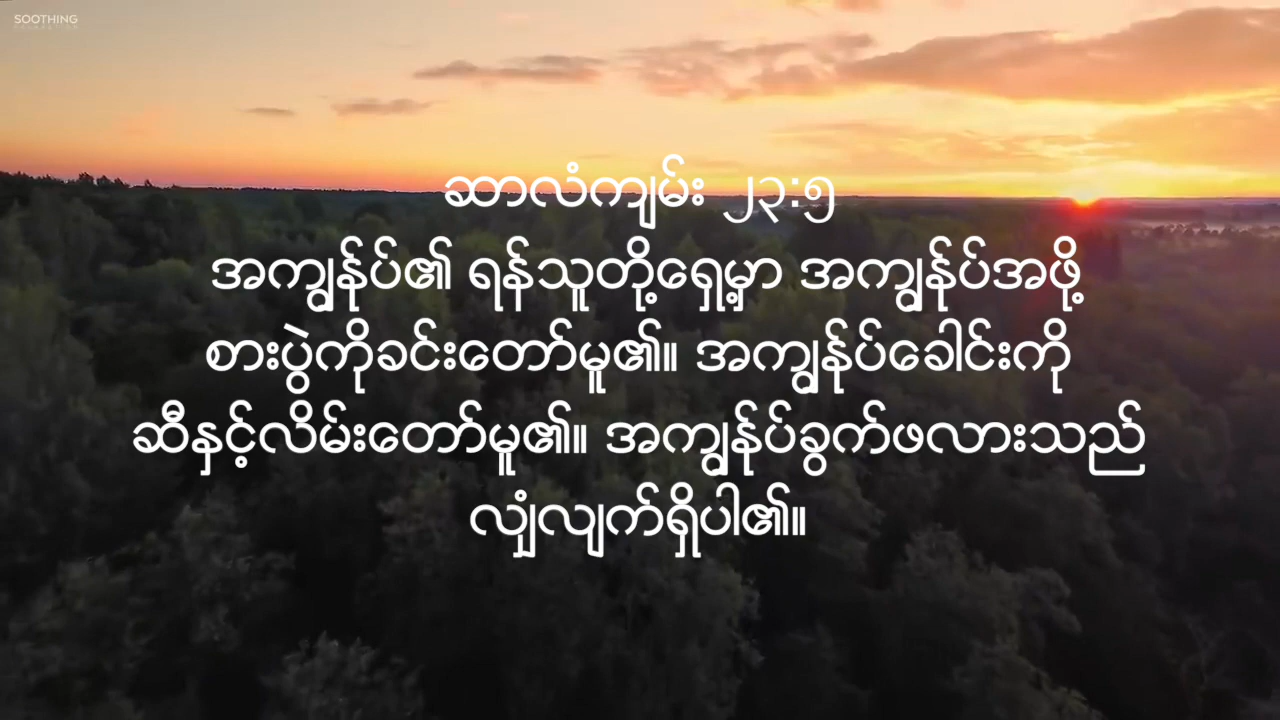 SOOTHING
ဆာလံကျမ်း ၂၃:၅
အကျွန်ုပ်၏ ရန်သူတို့ရှေ့မှာ အကျွန်ုပ်အဖို့
စားပွဲကိုခင်းတော်မူ၏။ အကျွန်ုပ်ခေါင်းကို
ဆီနှင့်လိမ်းတော်မူ၏။ အကျွန်ုပ်ခွက်ဖလားသည်
လျှံလျက်ရှိပါ၏။